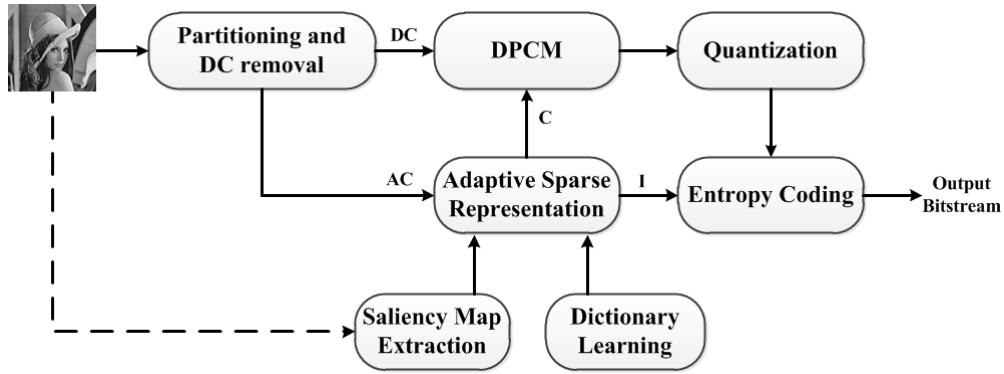 Partitioning and
DC removal
DC
DPCM
Quantization
C
AC
Adaptive Sparse
Representation
I
Entropy Coding
Output
Bitstream
Saliency Map
Extraction
Dictionary
Learning